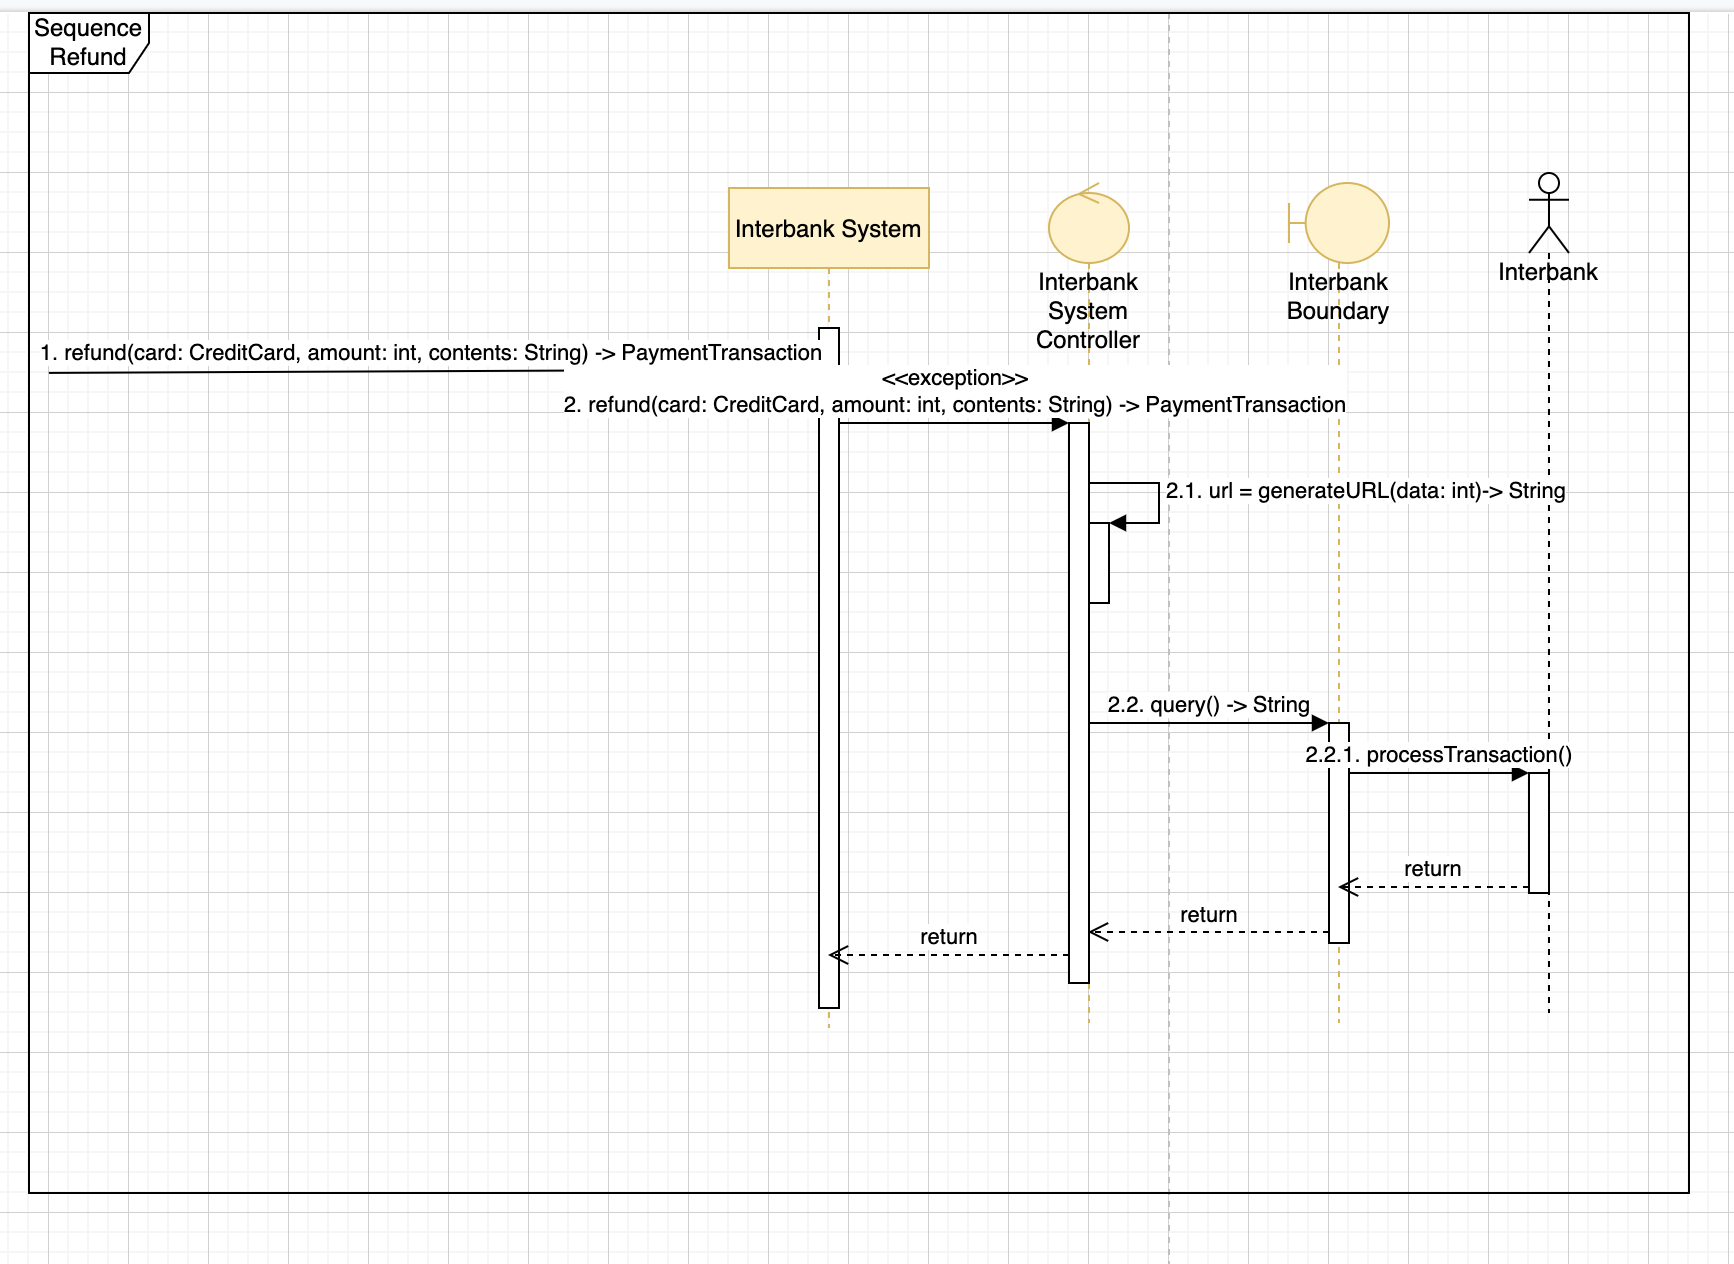 Sequence
Refund
Interbank System
Interbank
System
Controller
Interbank
Boundary
Interbank
1. refund(card: CreditCard, amount: int, contents: String) -> PaymentTransaction
<<exception>>
2. refund(card: CreditCard, amount: int, contents: String) -> PaymentTransaction
2.1. url = generateURL(data: int)-> String
2.2. query() -> String
2.2.1. processTransaction()
return
return
return